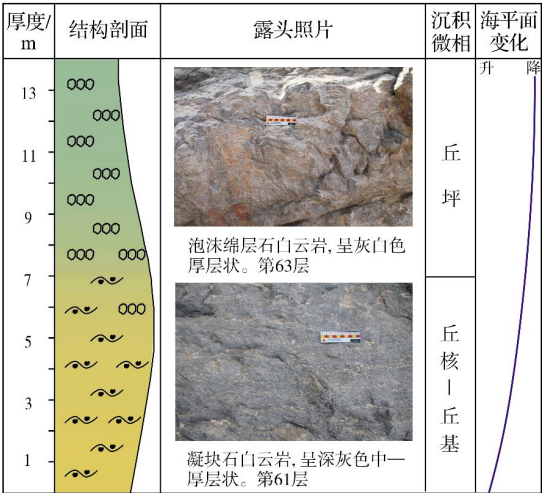 厚度/
m
结构剖面
露头照片
沉积
微相
海平面
变化
升 降
13
11
9
7
5
3
1
泡沫绵层石白云岩,呈灰白色
厚层状。第63层
凝块石白云岩,呈深灰色中—
厚层状。第61层
丘
坪
丘
核
—
丘
基